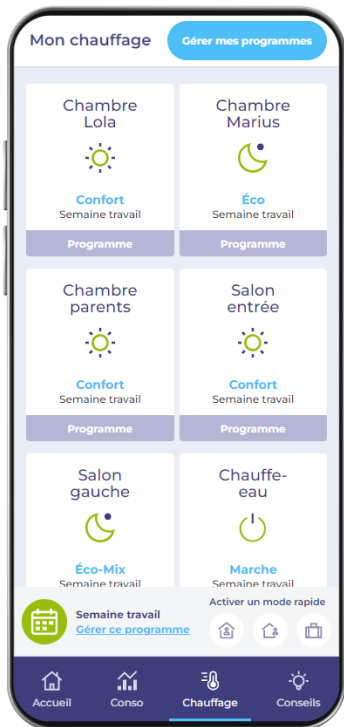 Mon chauffage
Gérer mes programmes
Chambre
Lola
Confort
Semaine travail
Programme
Chambre
Marius
Éco
Semaine travail
Programme
Chambre
parents
Confort
Semaine travail
Programme
Salon
entrée
Confort
Semaine travail
Programme
Salon
gauche
Éco-Mix
Semaine travail
Chauffe-
eau
Marche
Semaine travail
Semaine travail
Gérer ce programme
Activer un mode rapide
Accueil
Conso
Chauffage
Conseils